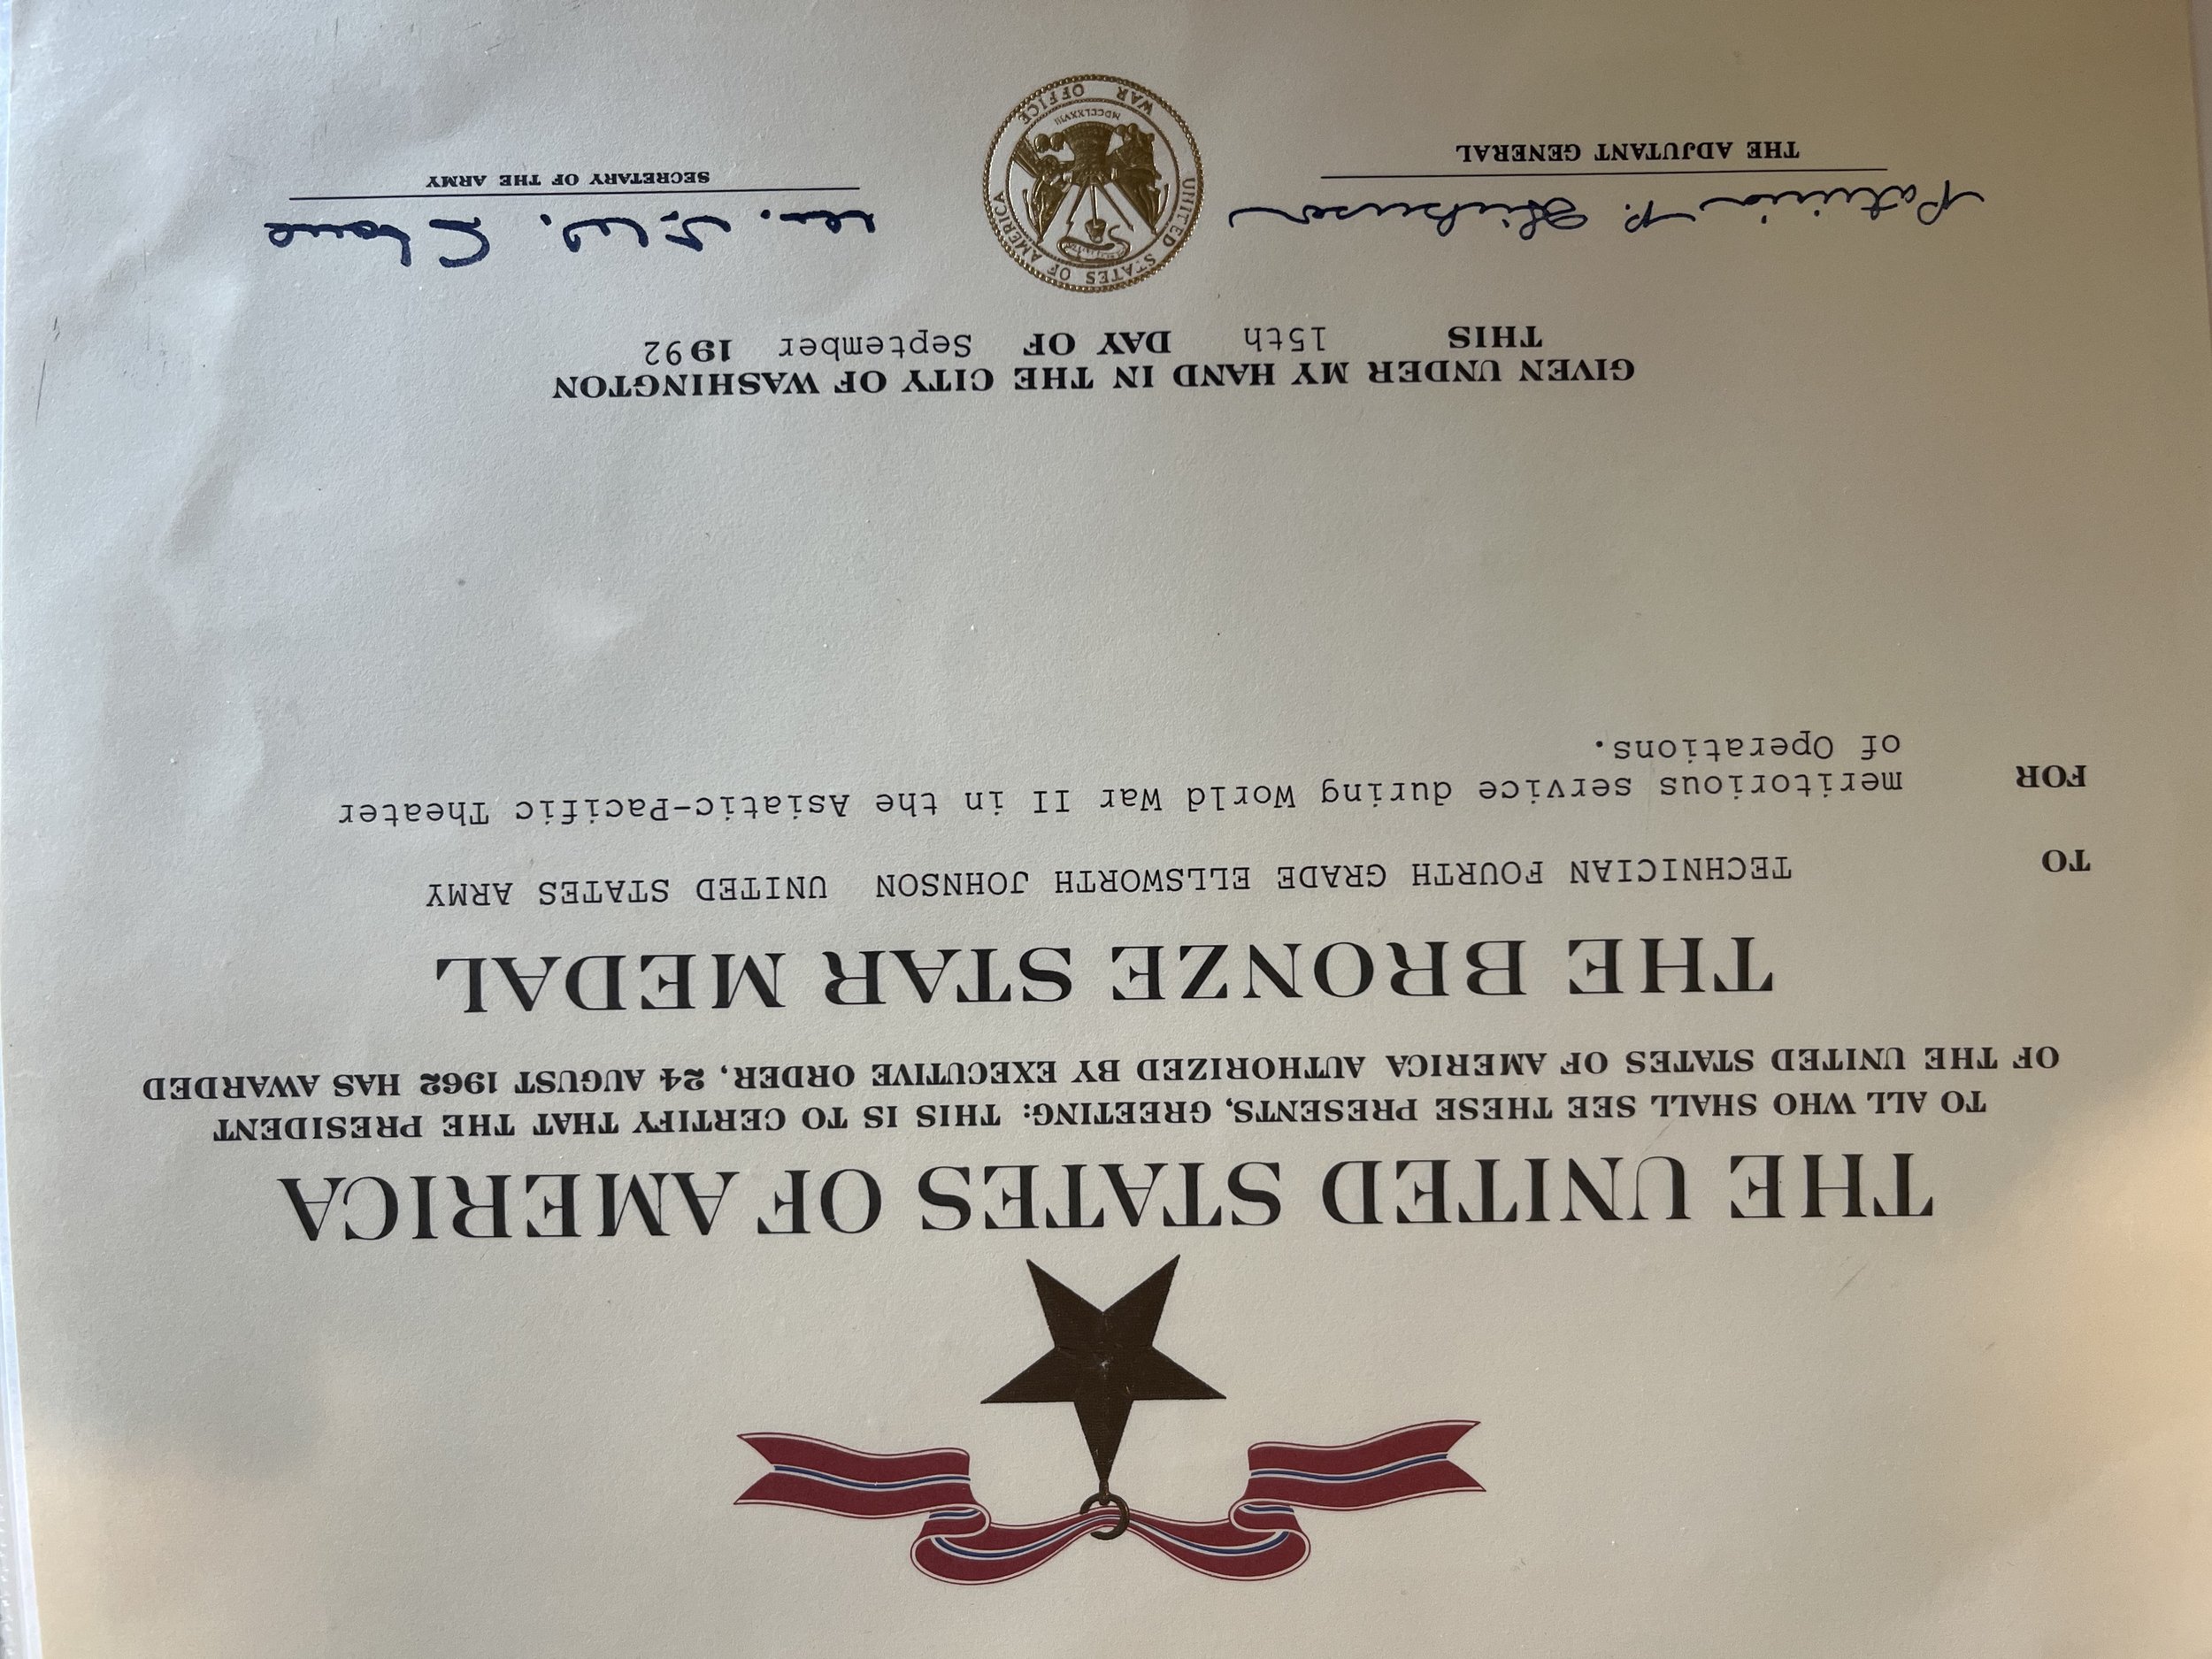 THE UNITED STATES OF AMERICA
TO ALL WHO SHALL SEE THESE PRESENTS, GREETING: THIS IS TO CERTIFY THAT THE PRESIDENT
OF THE UNITED STATES OF AMERICA AUTHORIZED BY EXECUTIVE ORDER, 24 AUGUST 1962 HAS AWARDED
THE BRONZE STAR MEDAL
TO TECHNICIAN FOURTH GRADE ELLSWORTH JOHNSON UNITED STATES ARMY
FOR meritorious service during World War II in the Asiatic-Pacific Theater
of Operations.
GIVEN UNDER MY HAND IN THE CITY OF WASHINGTON
THIS 15th DAY OF September 1992
Patricia P. Hickerson
THE ADJUTANT GENERAL
UNITED STATES OF AMERICA
WAR OFFICE
MDCCLXXVIII
M. P. W. Stone
SECRETARY OF THE ARMY